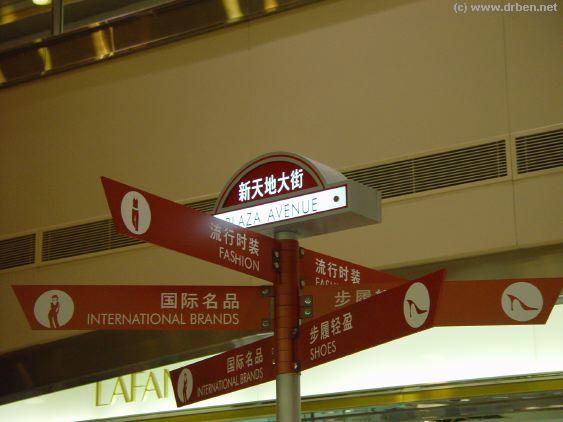 (c) www.drben.net
新天地大街
PLAZA AVENUE
流行时装
FASHION
流行时装
国际名品
INTERNATIONAL BRANDS
步履轻盈
SHOES
国际名品
INTERNATIONAL BRANDS